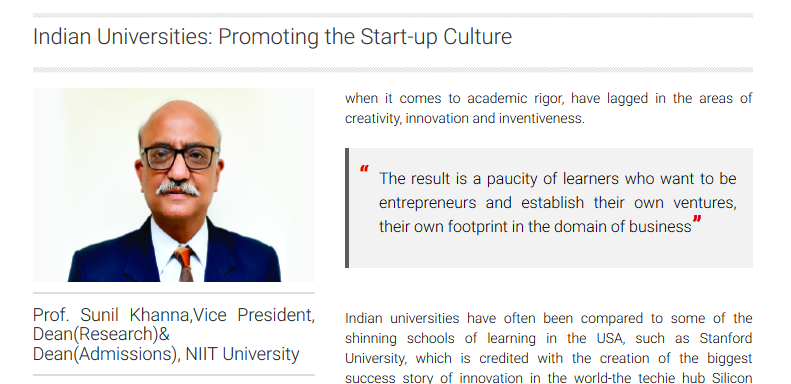 Indian Universities: Promoting the Start-up Culture
Prof. Sunil Khanna,Vice President,
Dean(Research)&
Dean(Admissions), NIIT University
when it comes to academic rigor, have lagged in the areas of
creativity, innovation and inventiveness.
“ The result is a paucity of learners who want to be
entrepreneurs and establish their own ventures,
their own footprint in the domain of business”
Indian universities have often been compared to some of the
shinning schools of learning in the USA, such as Stanford
University, which is credited with the creation of the biggest
success story of innovation in the world-the techie hub Silicon